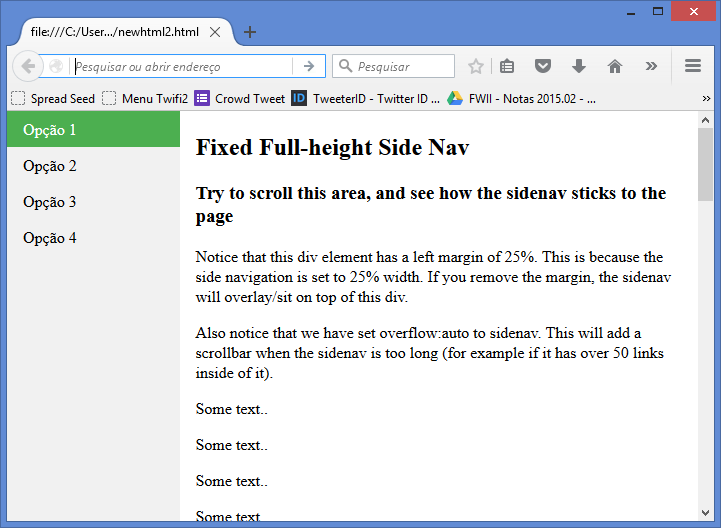 file:///C:/User.../newhtml2.html
Pesquisar ou abrir endereço
Pesquisar
Spread Seed
Menu Twifi2
Crowd Tweet
ID
TweeterID - Twitter ID ...
FWII - Notas 2015.02 - ...
Opção 1
Opção 2
Opção 3
Opção 4
Fixed Full-height Side Nav
Try to scroll this area, and see how the sidenav sticks to the
page
Notice that this div element has a left margin of 25%. This is because the
side navigation is set to 25% width. If you remove the margin, the sidenav
will overlay/sit on top of this div.
Also notice that we have set overflow:auto to sidenav. This will add a
scrollbar when the sidenav is too long (for example if it has over 50 links
inside of it).
Some text..
Some text..
Some text..
Some text..